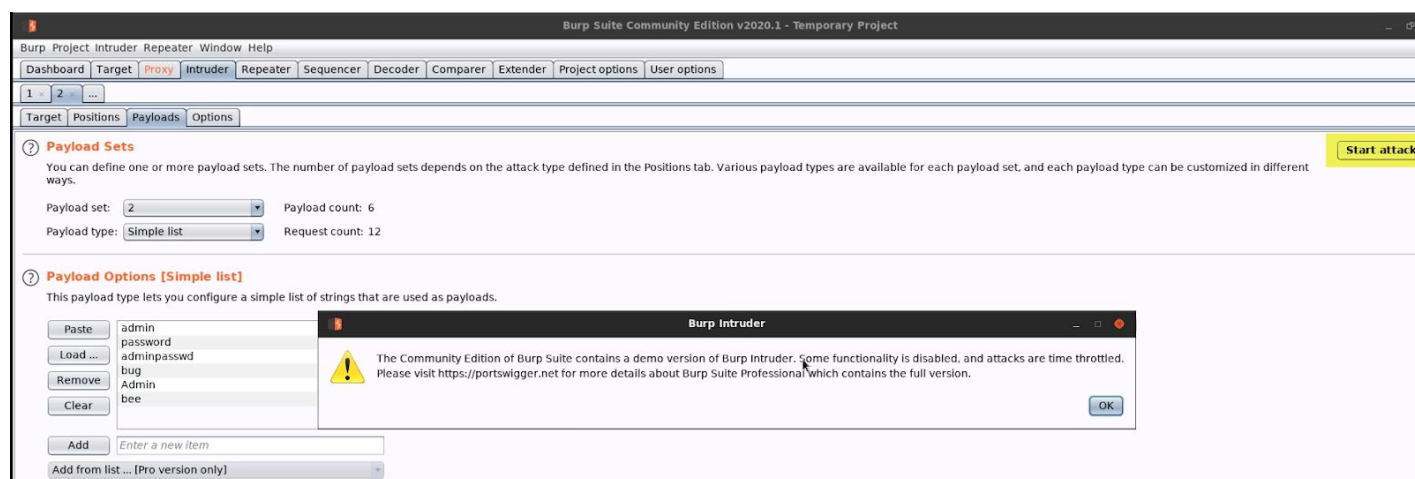 Burp Suite Community Edition v2020.1 - Temporary Project
Burp Project Intruder Repeater Window Help
Dashboard Target Proxy Intruder Repeater Sequencer Decoder Comparer Extender Project options User options
1 × 2 × ...
Target Positions Payloads Options
? Payload Sets
Start attack
You can define one or more payload sets. The number of payload sets depends on the attack type defined in the Positions tab. Various payload types are available for each payload set, and each payload type can be customized in different
ways.
Payload set: 2 Payload count: 6
Payload type: Simple list Request count: 12
? Payload Options [Simple list]
This payload type lets you configure a simple list of strings that are used as payloads.
Paste
Load ...
Remove
Clear
admin
password
adminpasswd
bug
Admin
bee
Burp Intruder
The Community Edition of Burp Suite contains a demo version of Burp Intruder. Some functionality is disabled, and attacks are time throttled.
Please visit https://portswigger.net for more details about Burp Suite Professional which contains the full version.
OK
Add Enter a new item
Add from list ... [Pro version only]